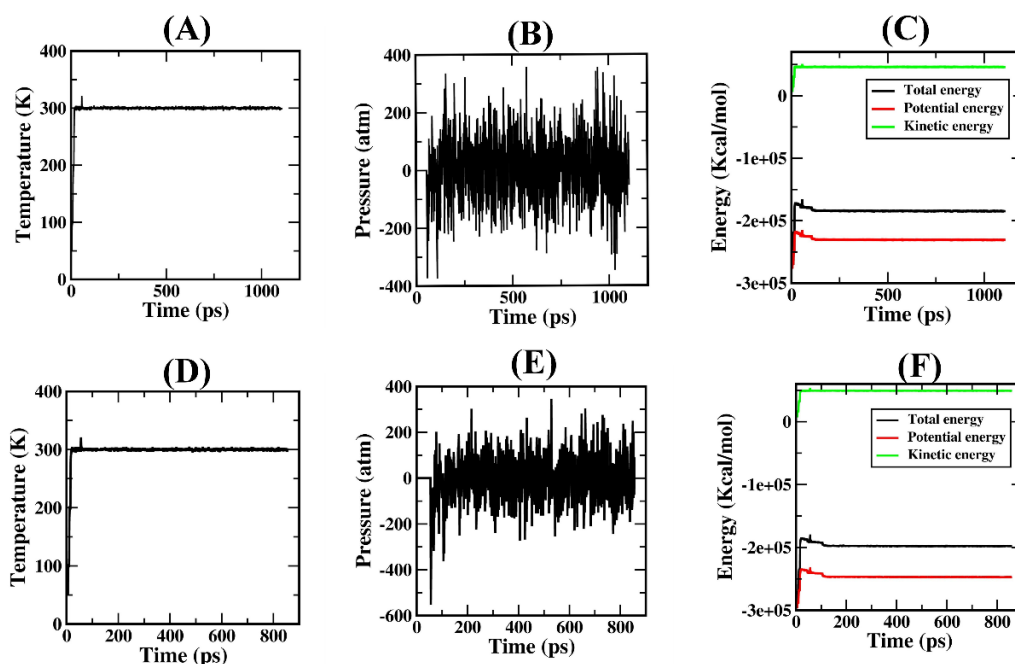 (A)
Temperature (K)
400
300
200
100
0
0
500
1000
Time (ps)
(B)
Pressure (atm)
400
200
0
-200
-400
0
250
500
750
1000
Time (ps)
(C)
Energy (Kcal/mol)
0
-1e+05
-2e+05
-3e+05
Total energy
Potential energy
Kinetic energy
0
500
1000
Time (ps)
(D)
Temperature (K)
400
300
200
100
0
0
200
400
600
800
Time (ps)
(E)
Pressure (atm)
400
200
0
-200
-400
-600
0
200
400
600
800
Time (ps)
(F)
Energy (Kcal/mol)
0
-1e+05
-2e+05
-3e+05
Total energy
Potential energy
Kinetic energy
0
200
400
600
800
Time (ps)